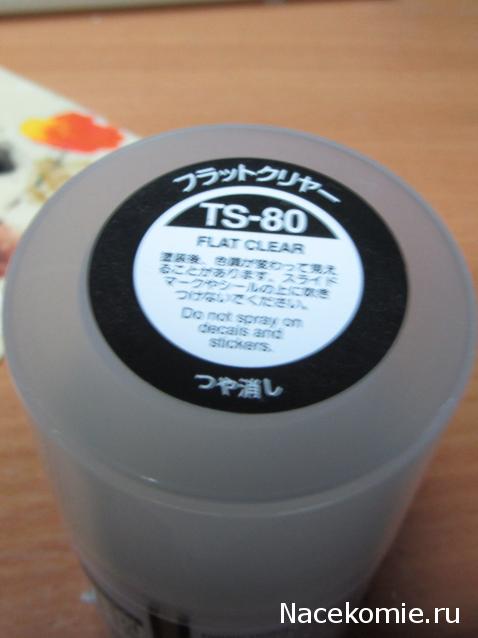 フラットクリヤー
TS-80
FLAT CLEAR
塗装後、色調が変わって見え
ることがあります。スライド
マークやシールの上に吹き
つけないでください。
Do not spray on
decals and
stickers.
つや消し
Nacekomie.ru